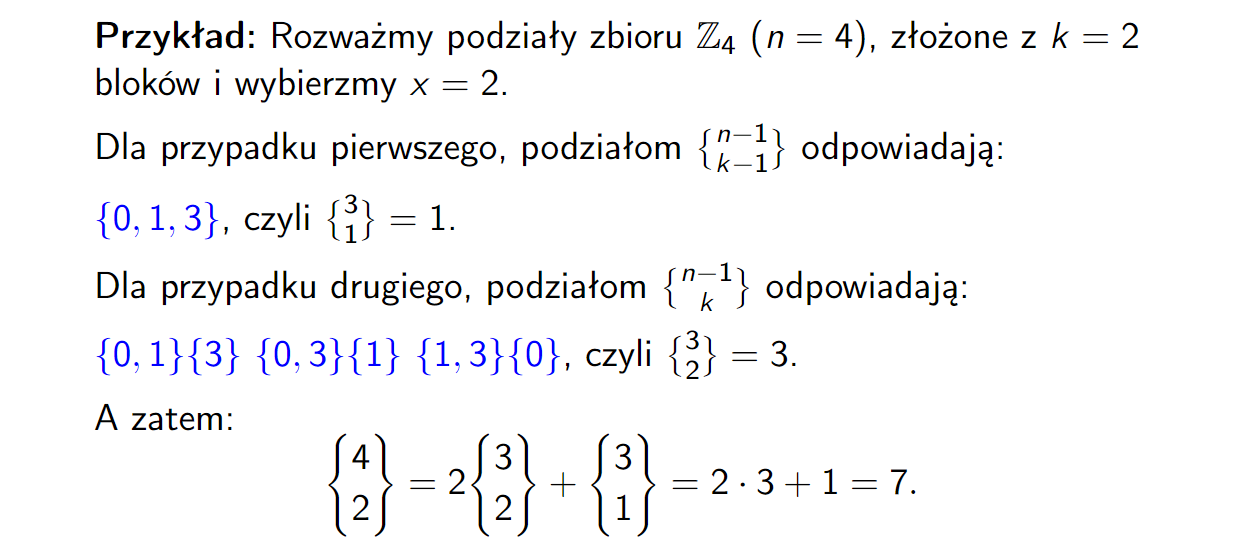 Przykład: Rozważmy podziały zbioru ℤ₄ (n = 4), złożone z k = 2
bloków i wybierzmy x = 2.
Dla przypadku pierwszego, podziałom {n−1 k−1} odpowiadają:
{0, 1, 3}, czyli {3 1} = 1.
Dla przypadku drugiego, podziałom {n−1 k} odpowiadają:
{0, 1}{3} {0, 3}{1} {1, 3}{0}, czyli {3 2} = 3.
A zatem:
{4 2} = 2{3 2} + {3 1} = 2 · 3 + 1 = 7.